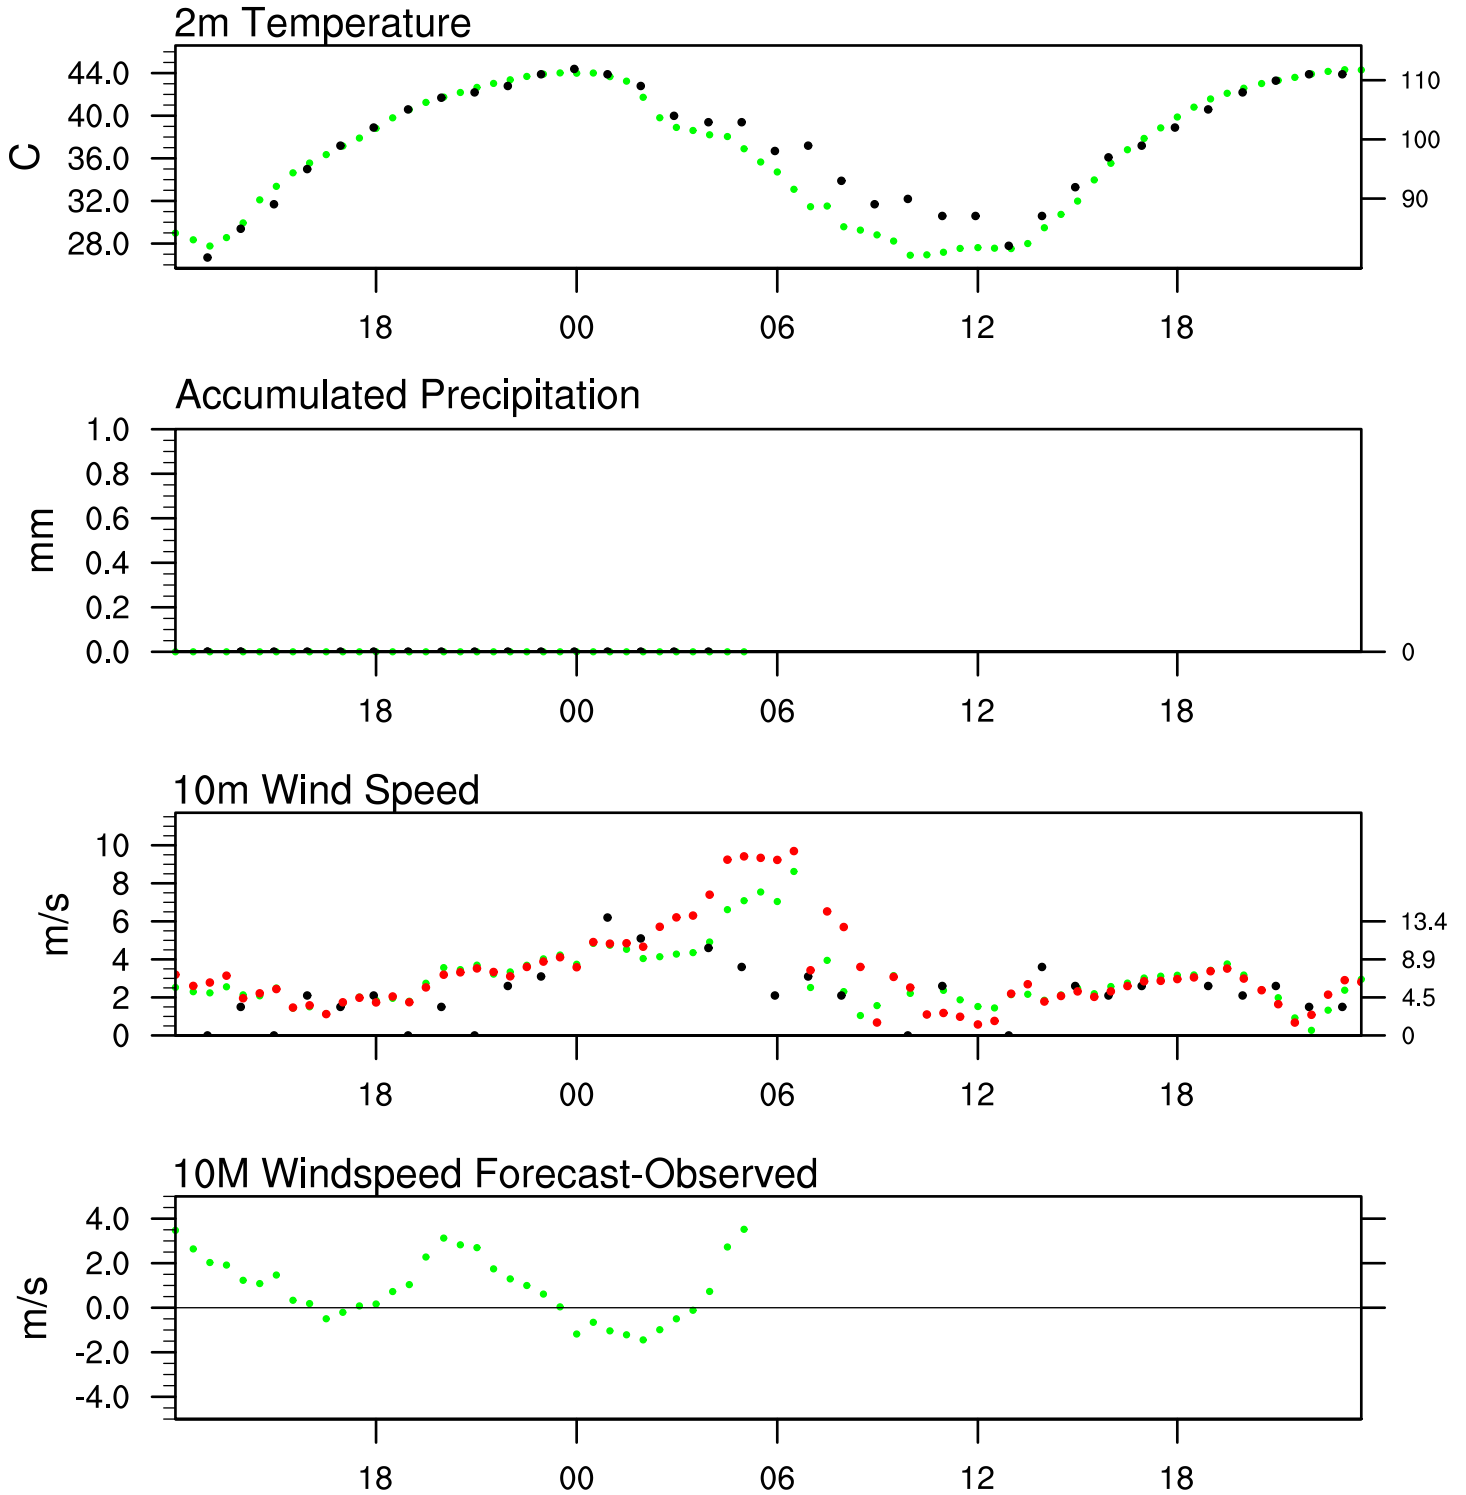 2m Temperature
44.0
40.0
36.0
32.0
28.0
C
110
100
90
18 00 06 12 18
Accumulated Precipitation
1.0
0.8
0.6
0.4
0.2
0.0
mm
0
18 00 06 12 18
10m Wind Speed
10
8
6
4
2
0
m/s
13.4
8.9
4.5
0
18 00 06 12 18
10M Windspeed Forecast-Observed
4.0
2.0
0.0
-2.0
-4.0
m/s
18 00 06 12 18